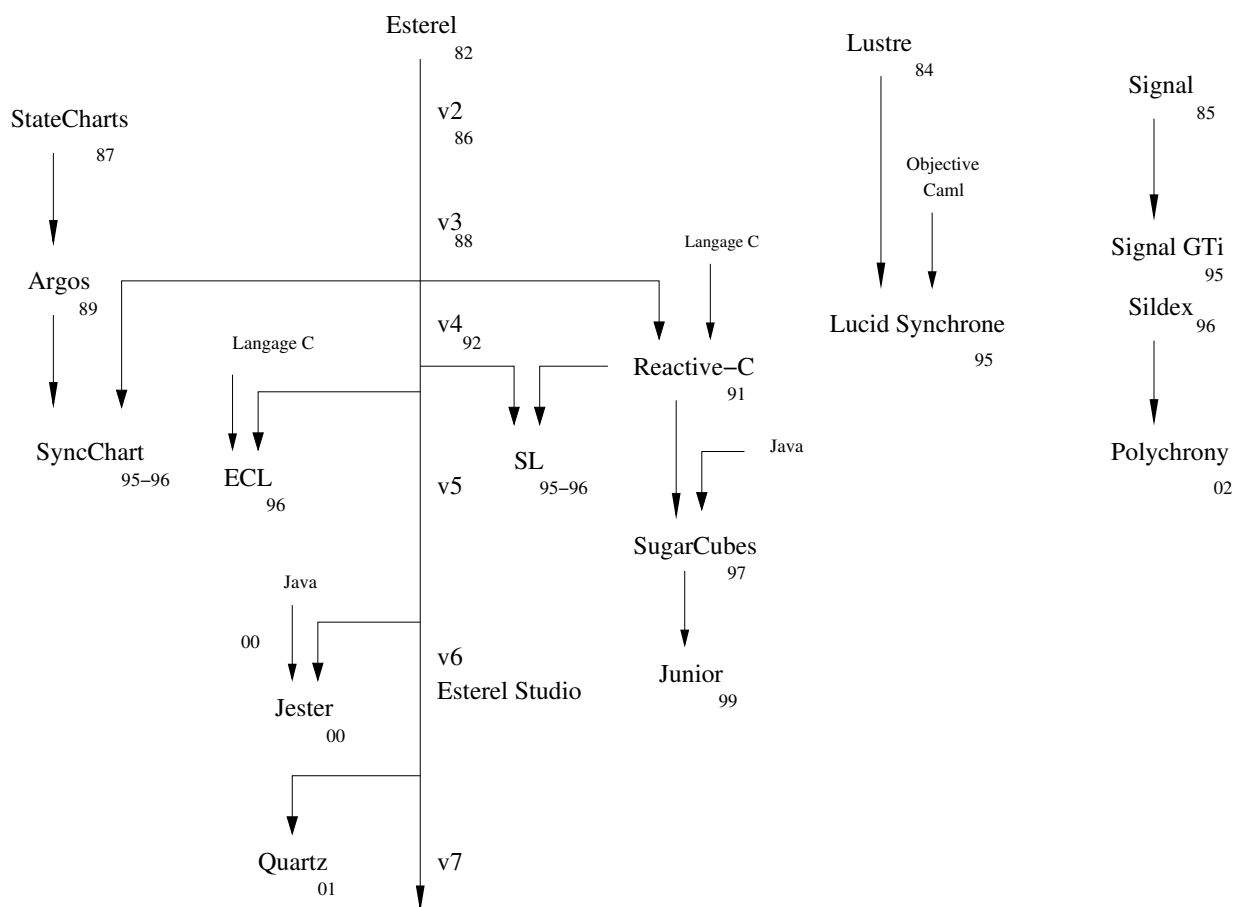 Esterel
82
Lustre
84
Signal
85
StateCharts
87
v2
86
Objective
Caml
v3
88
Langage C
Signal GTi
95
Argos
89
Sildex
96
v4
92
Langage C
Lucid Synchrone
95
Reactive−C
91
SyncChart
95−96
ECL
96
SL
95−96
Java
Polychrony
02
v5
SugarCubes
97
Java
00
v6
Esterel Studio
Junior
99
Jester
00
Quartz
01
v7